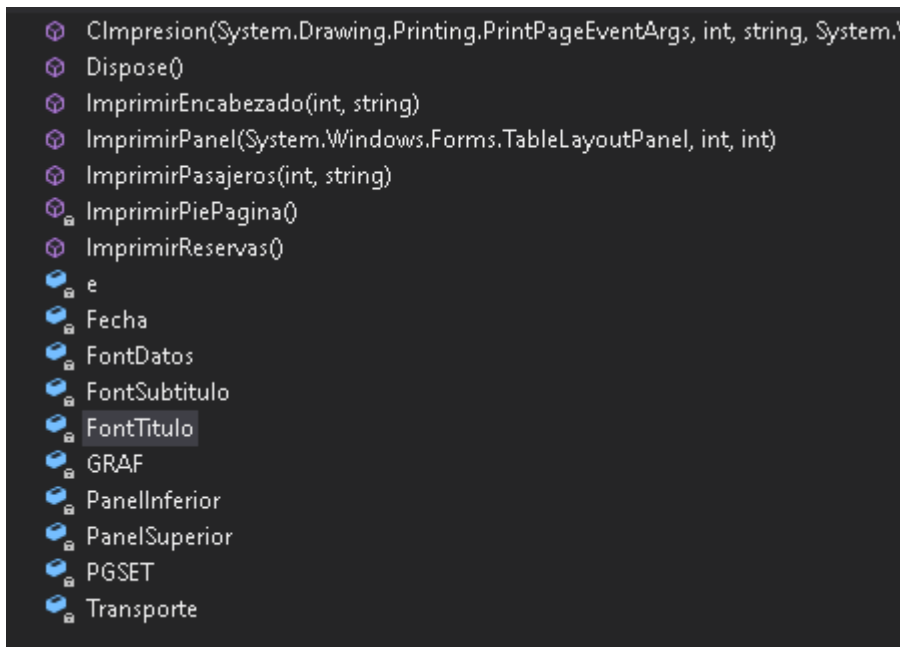 CImpresion(System.Drawing.Printing.PrintPageEventArgs, int, string, System.
Dispose()
ImprimirEncabezado(int, string)
ImprimirPanel(System.Windows.Forms.TableLayoutPanel, int, int)
ImprimirPasajeros(int, string)
ImprimirPiePagina()
ImprimirReservas()
e
Fecha
FontDatos
FontSubtitulo
FontTitulo
GRAF
PanelInferior
PanelSuperior
PGSET
Transporte